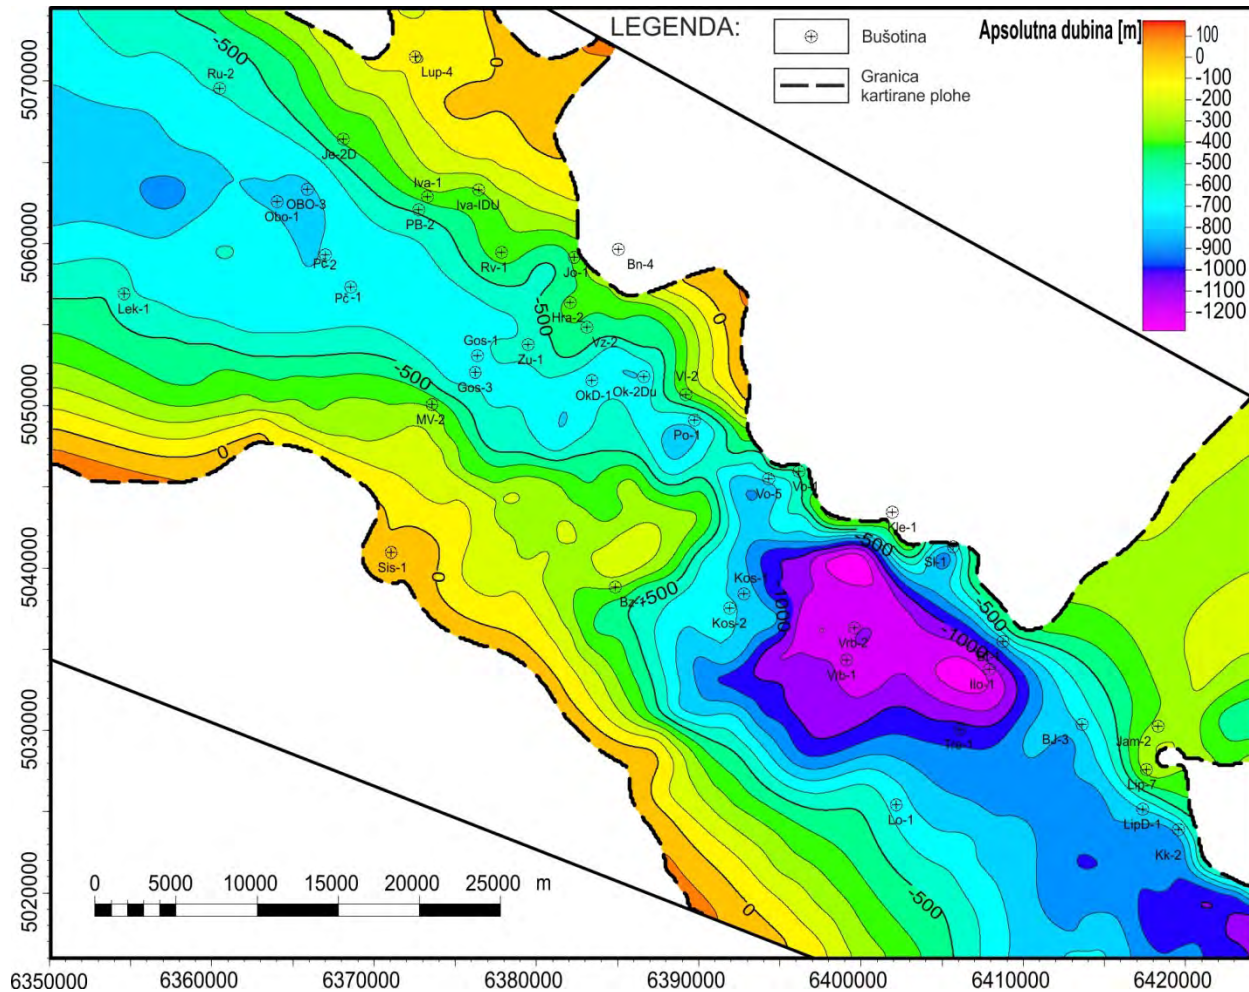 LEGENDA:
Bušotina
Granica
kartirane plohe
Apsolutna dubina [m]
100
0
-100
-200
-300
-400
-500
-600
-700
-800
-900
-1000
-1100
-1200
5070000
5060000
5050000
5040000
5030000
5020000
6350000
6360000
6370000
6380000
6390000
6400000
6410000
6420000
0 5000 10000 15000 20000 25000 m
-500
0
Ru-2
Lup-4
Je-2D
Iva-1
Iva-IDU
OBO-3
Obo-1
PB-2
Rv-1
Jo-1
Bn-4
Pč-1
Lek-1
-500
Hra-2
Vz-2
0
Gos-1
Zu-1
Gos-3
OkD-1
Ok-2Du
Vl-2
-500
MV-2
Po-1
0
Vo-5
Vo-1
Kle-1
-500
Sl-1
Sis-1
0
Bz-1
-500
Kos-1
Kos-2
-1000
-500
-1000
Vrb-2
Vrb-1
Ilo-1
Tre-1
BJ-3
Jam-2
Lip-7
LipD-1
Kk-2
Lo-1
-500
0